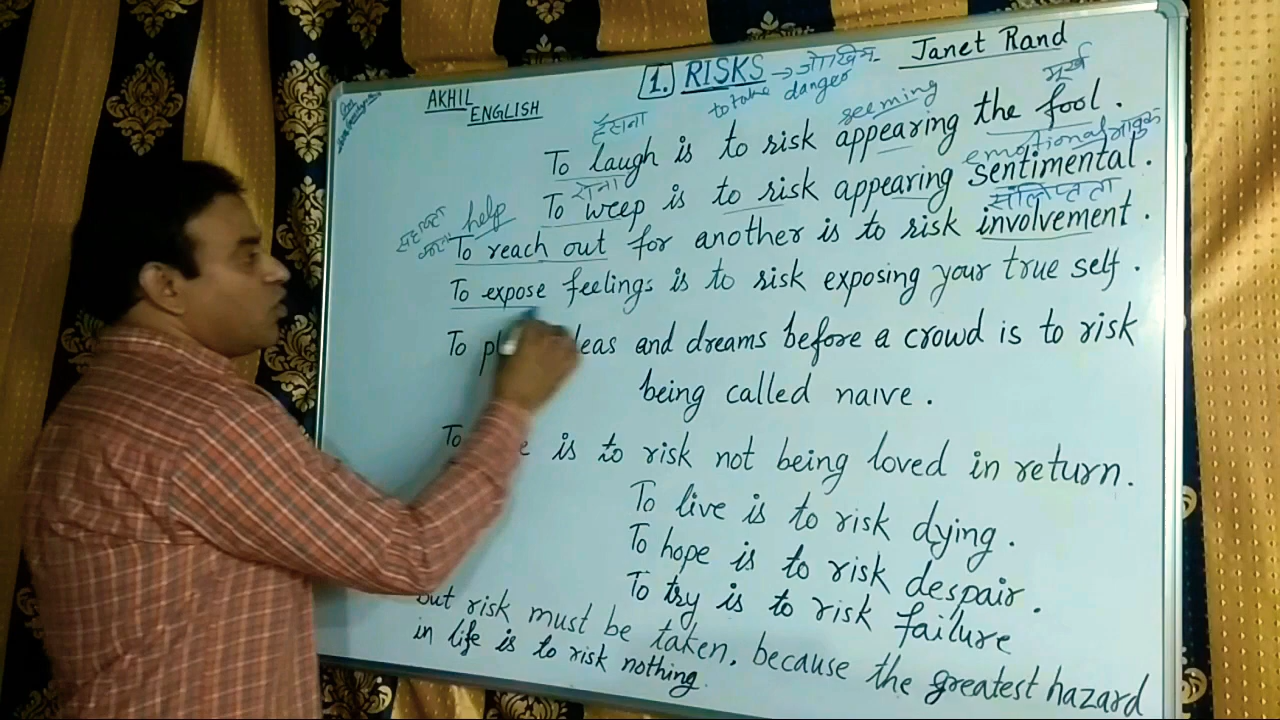 1. RISKS → जोखिम Janet Rand
AKHIL
ENGLISH
to take danger
हँसना seeming मूर्ख
To laugh is to risk appearing the fool.
रोना emotional भावुक
To weep is to risk appearing sentimental.
help संलिप्तता
To reach out for another is to risk involvement.
To expose feelings is to risk exposing your true self.
To deas and dreams before a crowd is to risk
being called naive.
To e is to risk not being loved in return.
To live is to risk dying.
To hope is to risk despair.
To try is to risk failure
But risk must be taken, because the greatest hazard
in life is to risk nothing.